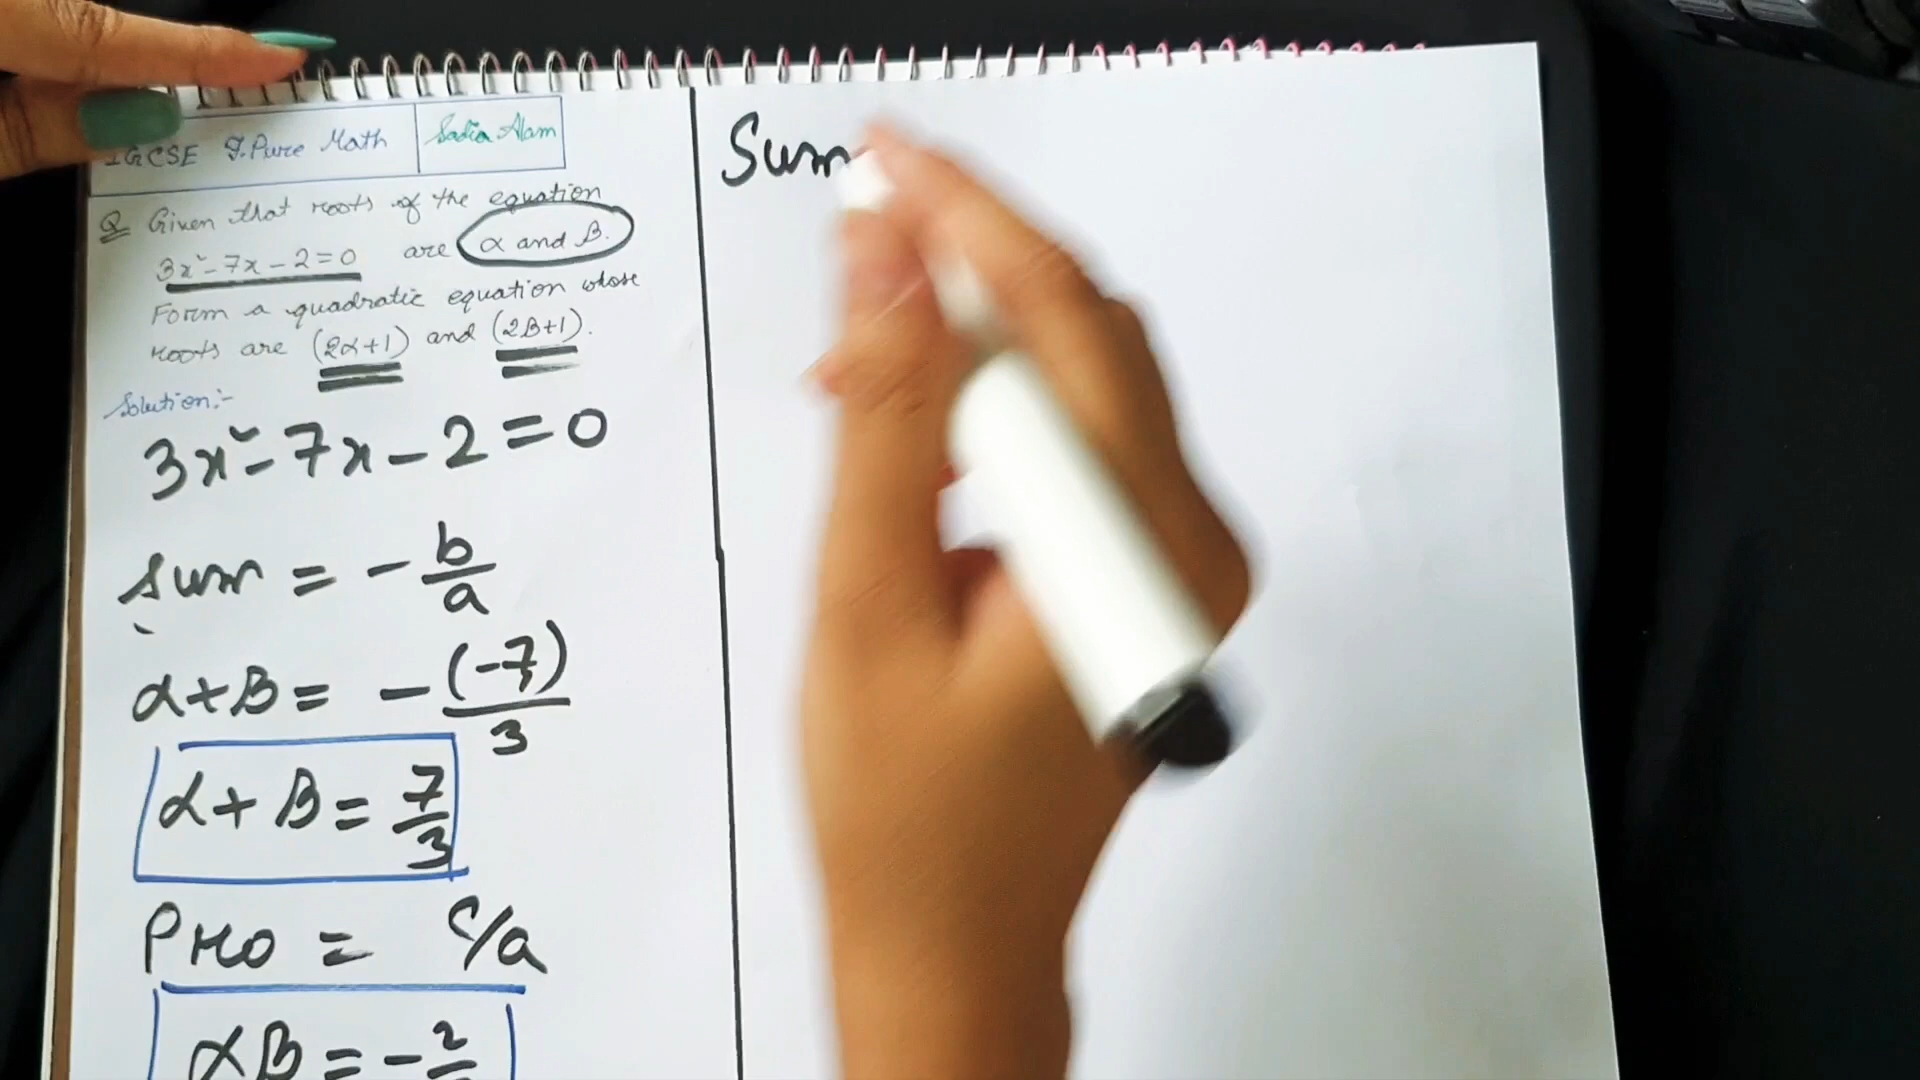 IGCSE F. Pure Math
Sadia Alam
Q Given that roots of the equation
3x²-7x-2=0 are α and β.
Form a quadratic equation whose
roots are (2α+1) and (2β+1).
Solution:-
3x²-7x-2=0
Sum = -b/a
α+β = -(-7)/3
α+β = 7/3
Pro = c/a
αβ = -2/
Sum